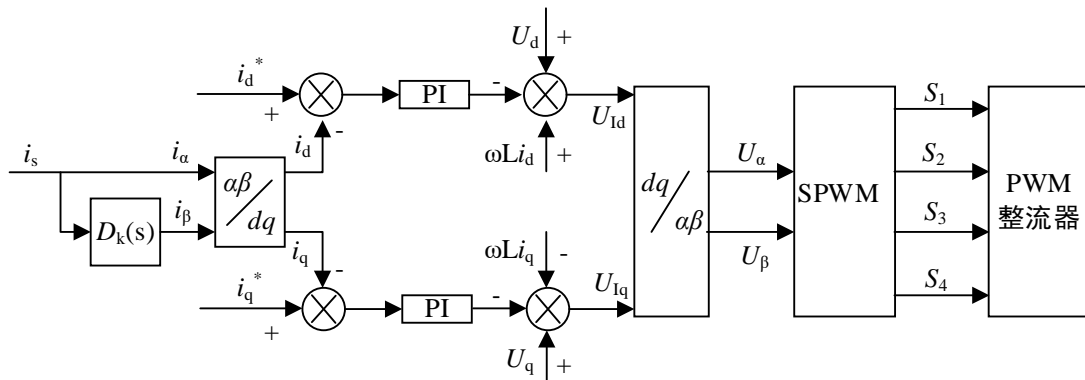 U_d +
i_d^* + - i_d
PI -
ωLi_d +
U_Id
i_s i_α
D_k(s) i_β
αβ/dq
i_q -
i_q^* +
PI -
ωLi_q -
U_Iq
U_q +
dq/αβ
U_α
U_β
SPWM
S_1
S_2
S_3
S_4
PWM
整流器